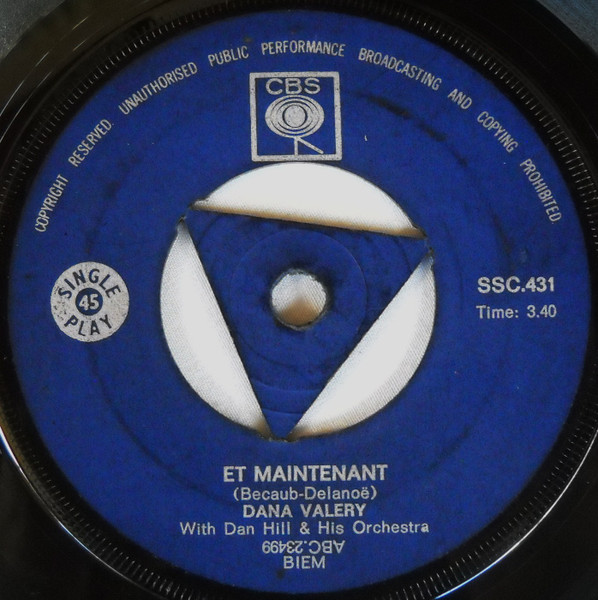 COPYRIGHT RESERVED. UNAUTHORISED PUBLIC PERFORMANCE BROADCASTING AND COPYING PROHIBITED.
CBS
SINGLE
45
PLAY
SSC.431
Time: 3.40
ET MAINTENANT
(Becaub-Delanoë)
DANA VALERY
With Dan Hill & His Orchestra
ABC.23499
BIEM